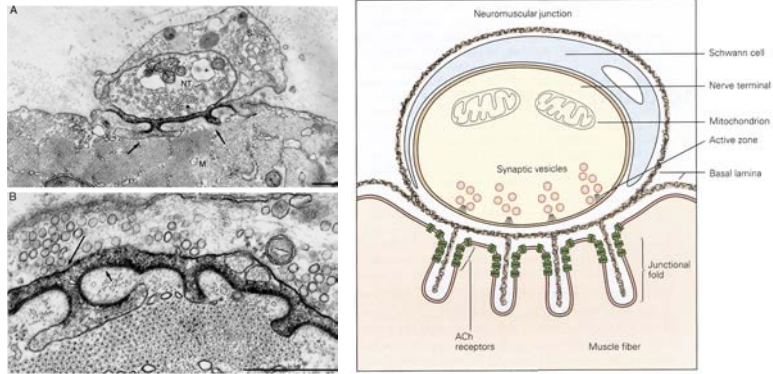 A
NT
M
B
Neuromuscular junction
Schwann cell
Nerve terminal
Mitochondrion
Synaptic vesicles
Active zone
Basal lamina
Junctional
fold
ACh
receptors
Muscle fiber